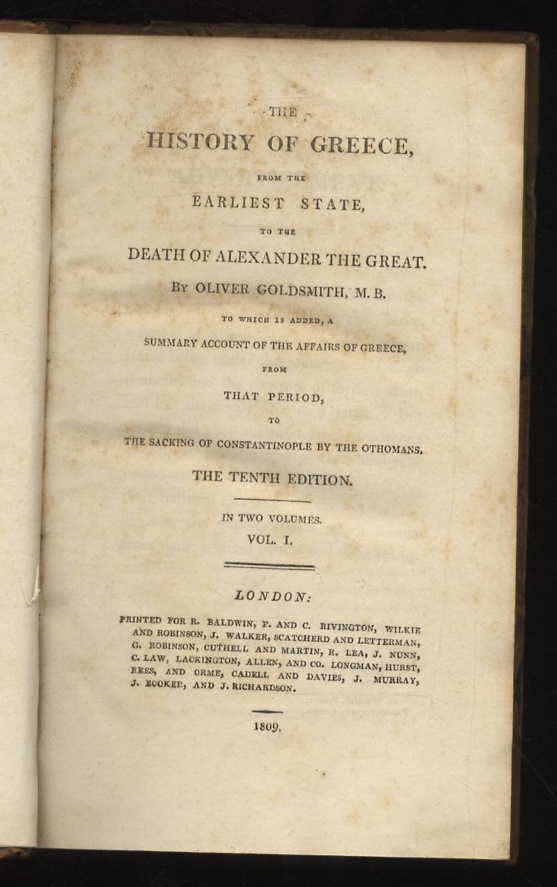 THE
HISTORY OF GREECE,
FROM THE
EARLIEST STATE,
TO THE
DEATH OF ALEXANDER THE GREAT.
BY OLIVER GOLDSMITH, M. B.
TO WHICH IS ADDED, A
SUMMARY ACCOUNT OF THE AFFAIRS OF GREECE,
FROM
THAT PERIOD,
TO
THE SACKING OF CONSTANTINOPLE BY THE OTHOMANS.
THE TENTH EDITION.
IN TWO VOLUMES.
VOL. I.
LONDON:
PRINTED FOR R. BALDWIN, F. AND C. RIVINGTON, WILKIE
AND ROBINSON, J. WALKER, SCATCHERD AND LETTERMAN,
G. ROBINSON, CUTHELL AND MARTIN, R. LEA, J. NUNN,
C. LAW, LACKINGTON, ALLEN, AND CO. LONGMAN, HURST,
REES, AND ORME, CADELL AND DAVIES, J. MURRAY,
J. BOOKER, AND J. RICHARDSON.
1809.